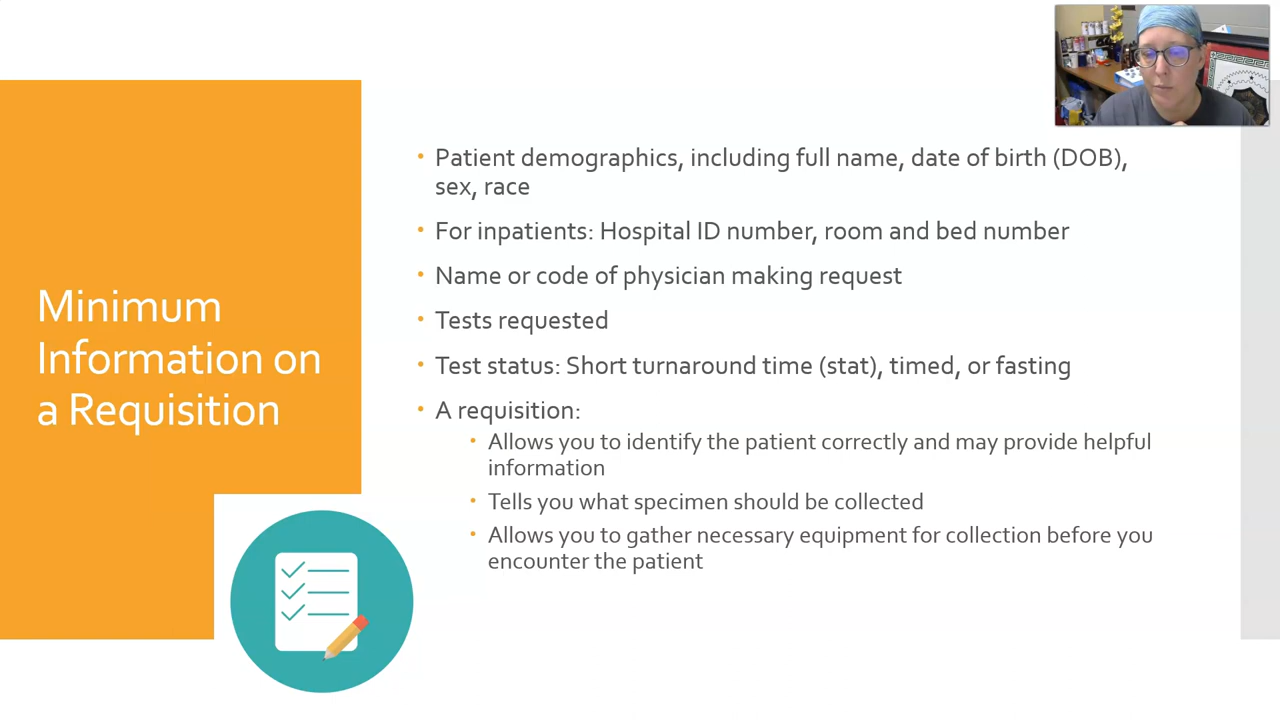 Minimum
Information on
a Requisition
• Patient demographics, including full name, date of birth (DOB),
sex, race
• For inpatients: Hospital ID number, room and bed number
• Name or code of physician making request
• Tests requested
• Test status: Short turnaround time (stat), timed, or fasting
• A requisition:
• Allows you to identify the patient correctly and may provide helpful
information
• Tells you what specimen should be collected
• Allows you to gather necessary equipment for collection before you
encounter the patient